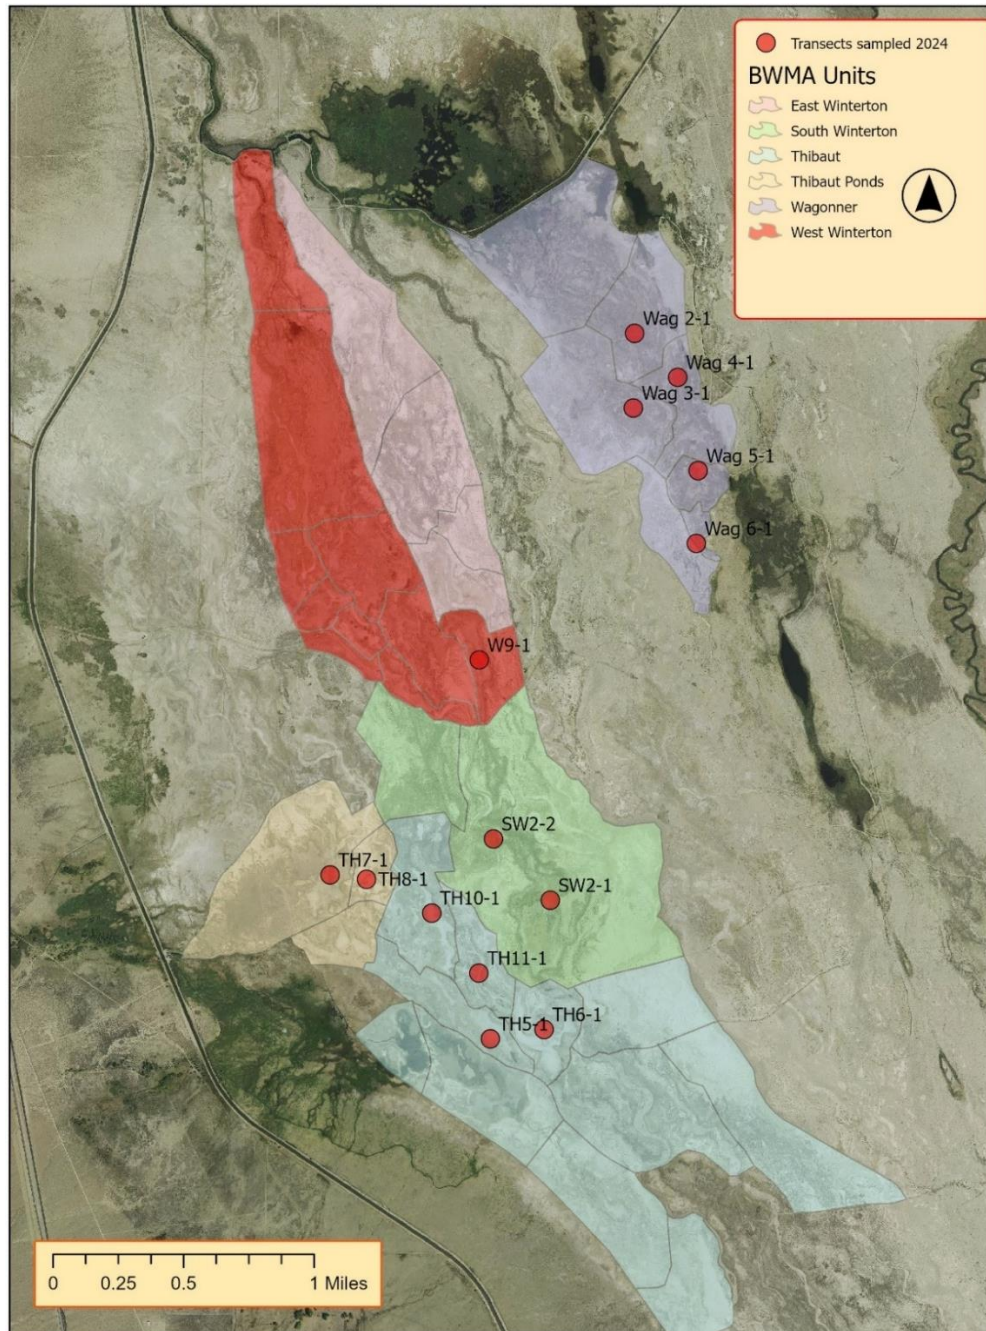 Transects sampled 2024
BWMA Units
East Winterton
South Winterton
Thibaut
Thibaut Ponds
Wagonner
West Winterton
Wag 2-1
Wag 4-1
Wag 3-1
Wag 5-1
Wag 6-1
W9-1
SW2-2
TH7-1
TH8-1
SW2-1
TH10-1
TH11-1
TH6-1
TH5-1
0 0.25 0.5 1 Miles